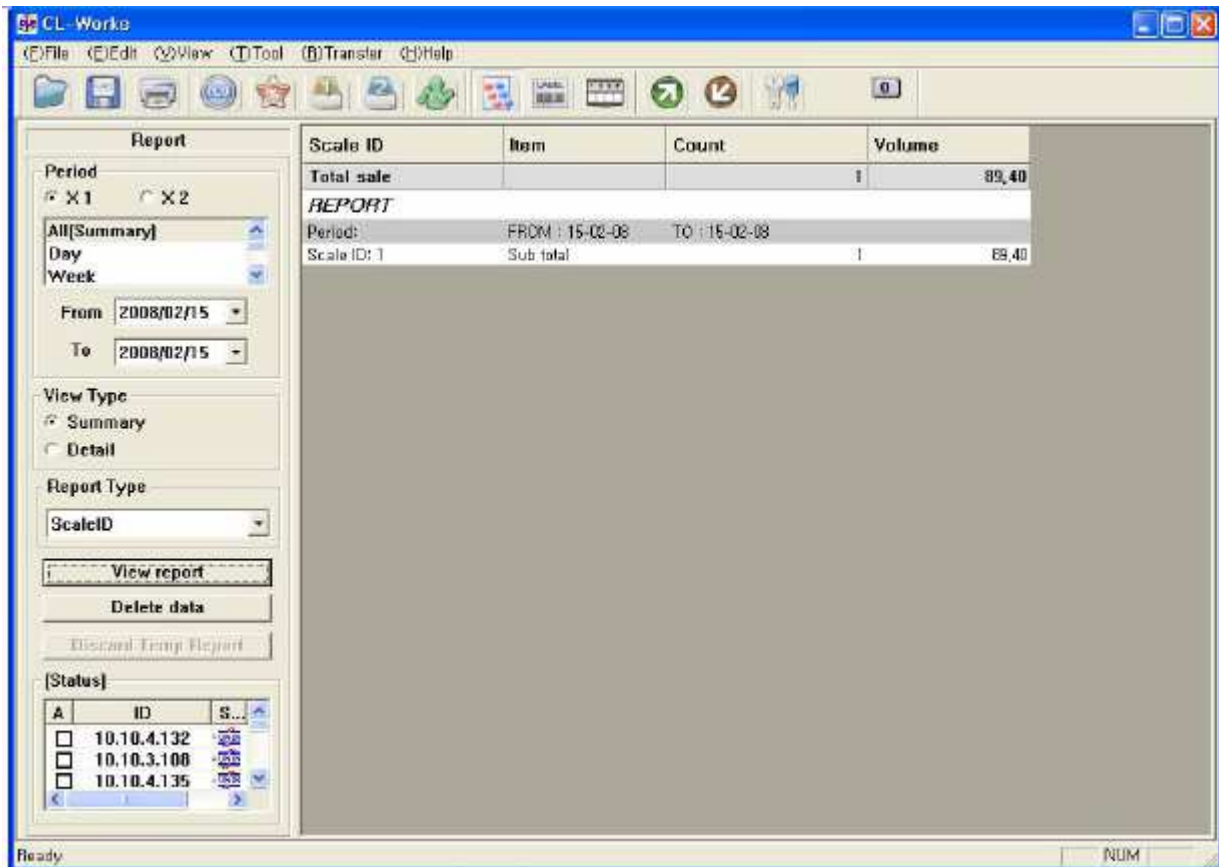 CL-Works
(F)File (E)Edit (V)View (T)Tool (B)Transfer (H)Help
Report
Period
X 1 X 2
All(Summary)
Day
Week
From 2008/02/15
To 2008/02/15
View Type
Summary
Detail
Report Type
ScaleID
View report
Delete data
Discard Temp Report
[Status]
A ID S...
10.10.4.132
10.10.3.108
10.10.4.135
Scale ID Item Count Volume
Total sale 1 89,40
REPORT
Period: FROM : 15-02-08 TO : 15-02-08
Scale ID: 1 Sub total 1 89,40
Ready NUM